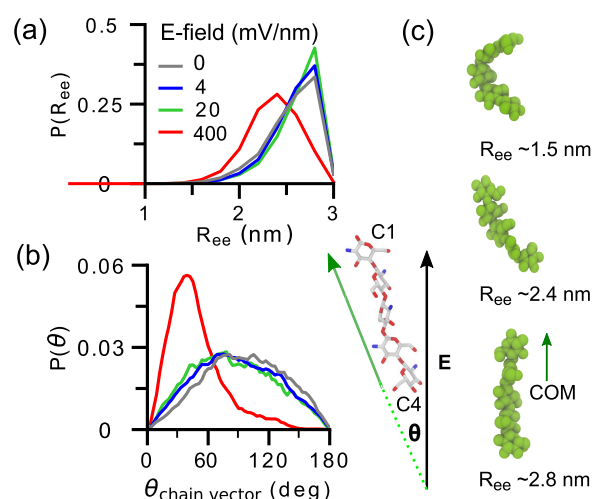 (a)
E-field (mV/nm)
0
4
20
400
0.5
0.25
0
P(Ree)
1 2 3
Ree (nm)
(b)
0.06
0.03
0
P(θ)
0 60 120 180
θchain vector (deg)
C1
E
C4
θ
(c)
Ree ~1.5 nm
Ree ~2.4 nm
COM
Ree ~2.8 nm